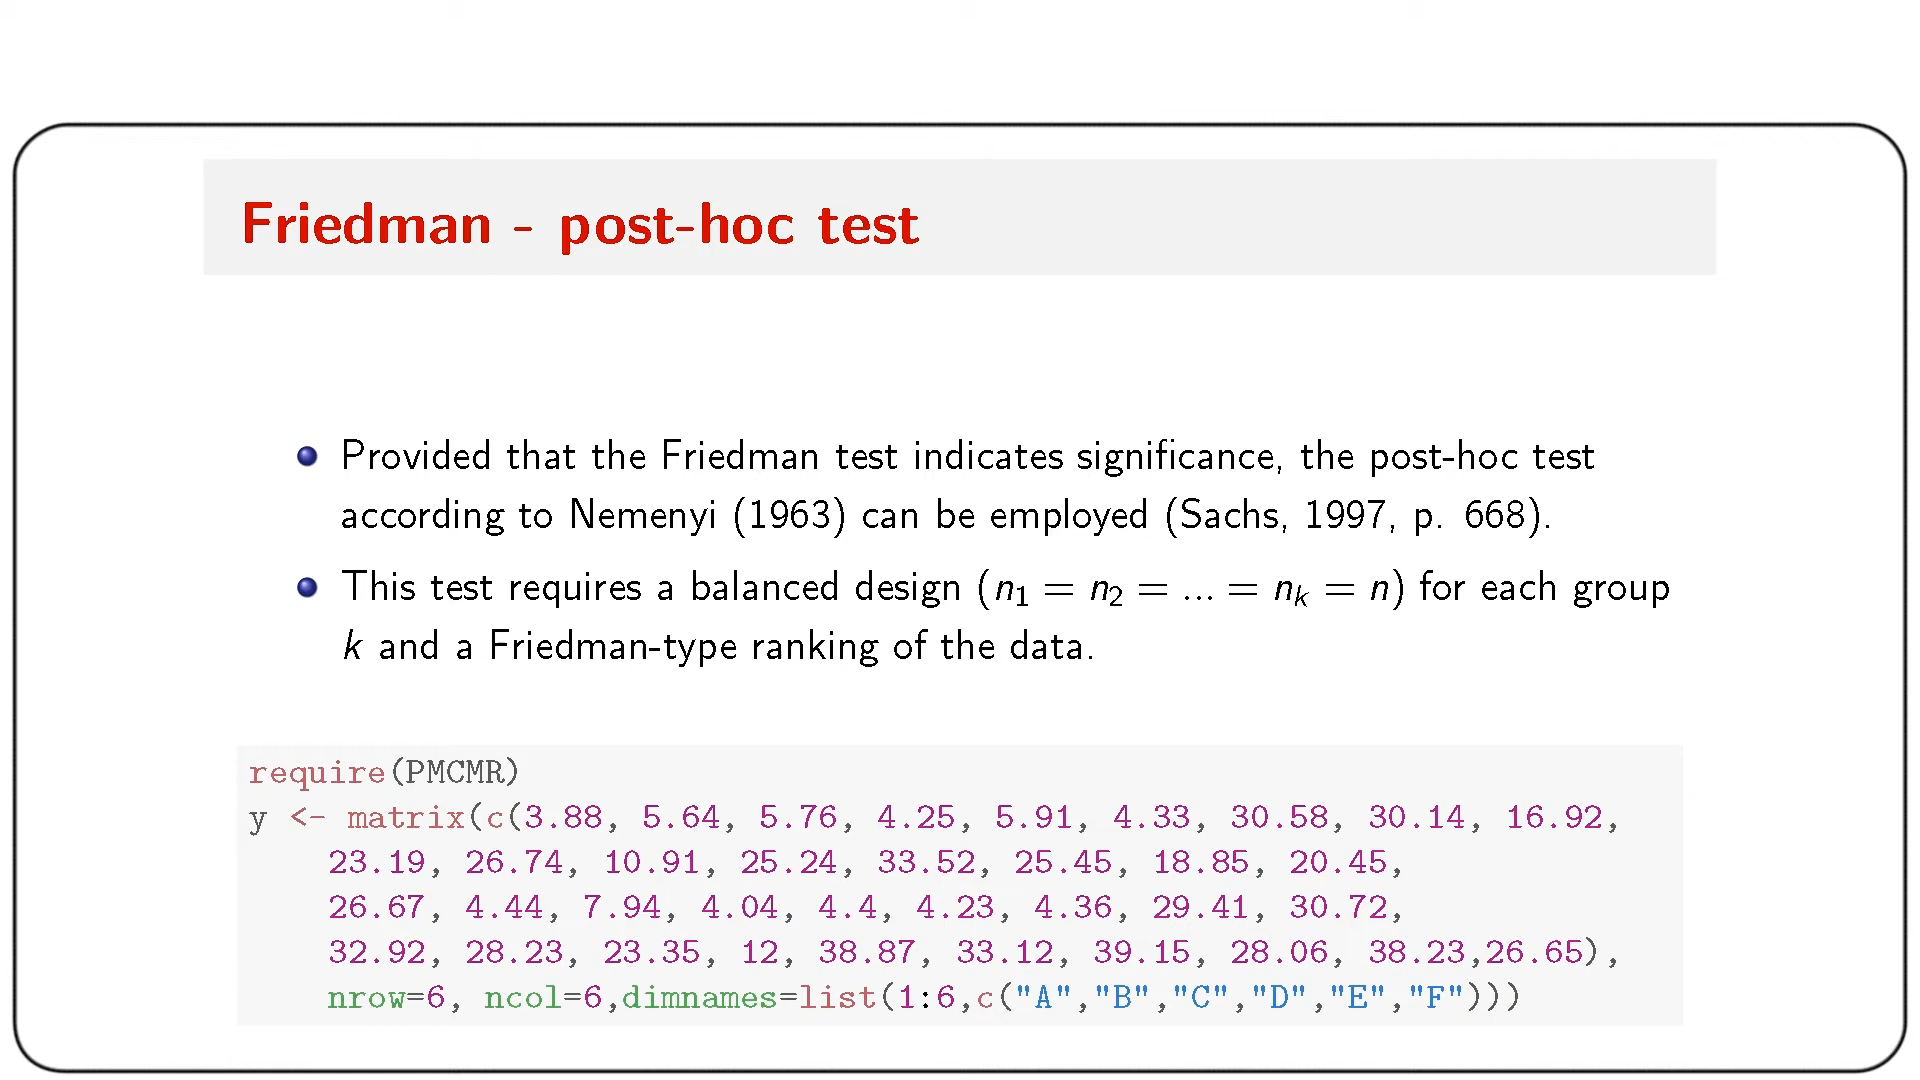 Friedman - post-hoc test
Provided that the Friedman test indicates significance, the post-hoc test
according to Nemenyi (1963) can be employed (Sachs, 1997, p. 668).
This test requires a balanced design (n₁ = n₂ = ... = nₖ = n) for each group
k and a Friedman-type ranking of the data.
require(PMCMR)
y <- matrix(c(3.88, 5.64, 5.76, 4.25, 5.91, 4.33, 30.58, 30.14, 16.92,
23.19, 26.74, 10.91, 25.24, 33.52, 25.45, 18.85, 20.45,
26.67, 4.44, 7.94, 4.04, 4.4, 4.23, 4.36, 29.41, 30.72,
32.92, 28.23, 23.35, 12, 38.87, 33.12, 39.15, 28.06, 38.23,26.65),
nrow=6, ncol=6,dimnames=list(1:6,c("A","B","C","D","E","F")))